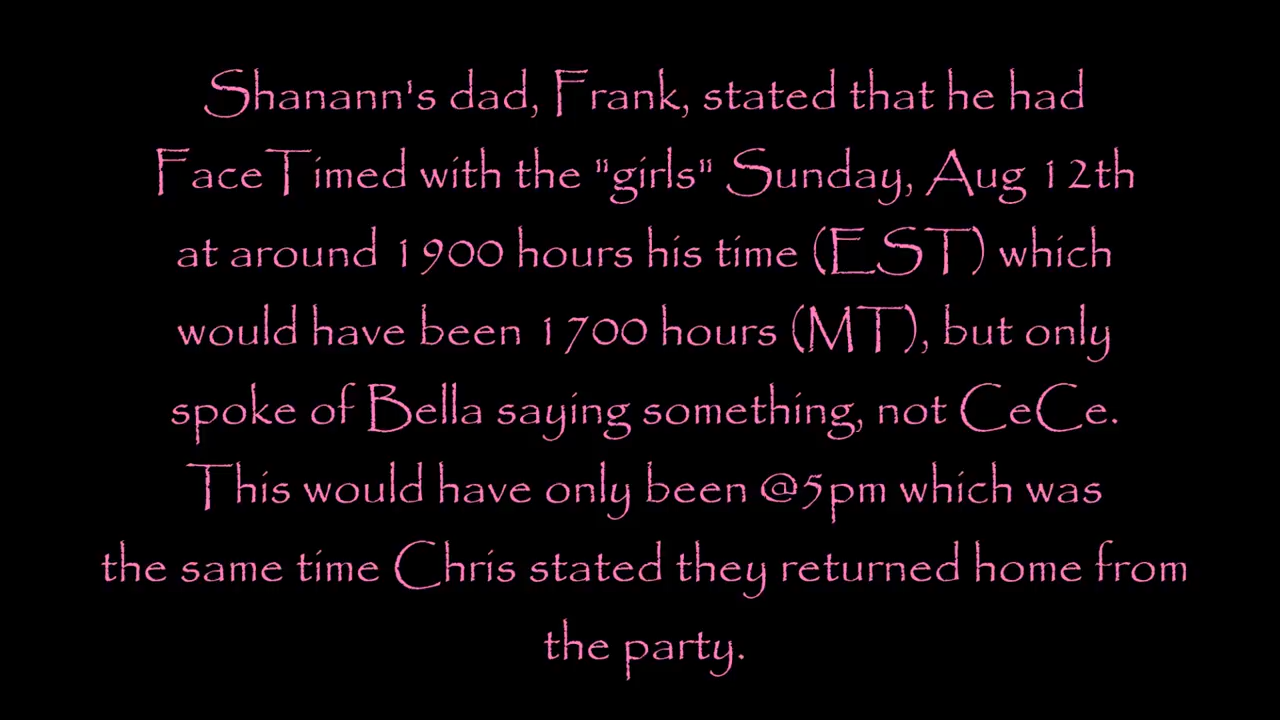 Shanann's dad, Frank, stated that he had
FaceTimed with the "girls" Sunday, Aug 12th
at around 1900 hours his time (EST) which
would have been 1700 hours (MT), but only
spoke of Bella saying something, not CeCe.
This would have only been @5pm which was
the same time Chris stated they returned home from
the party.